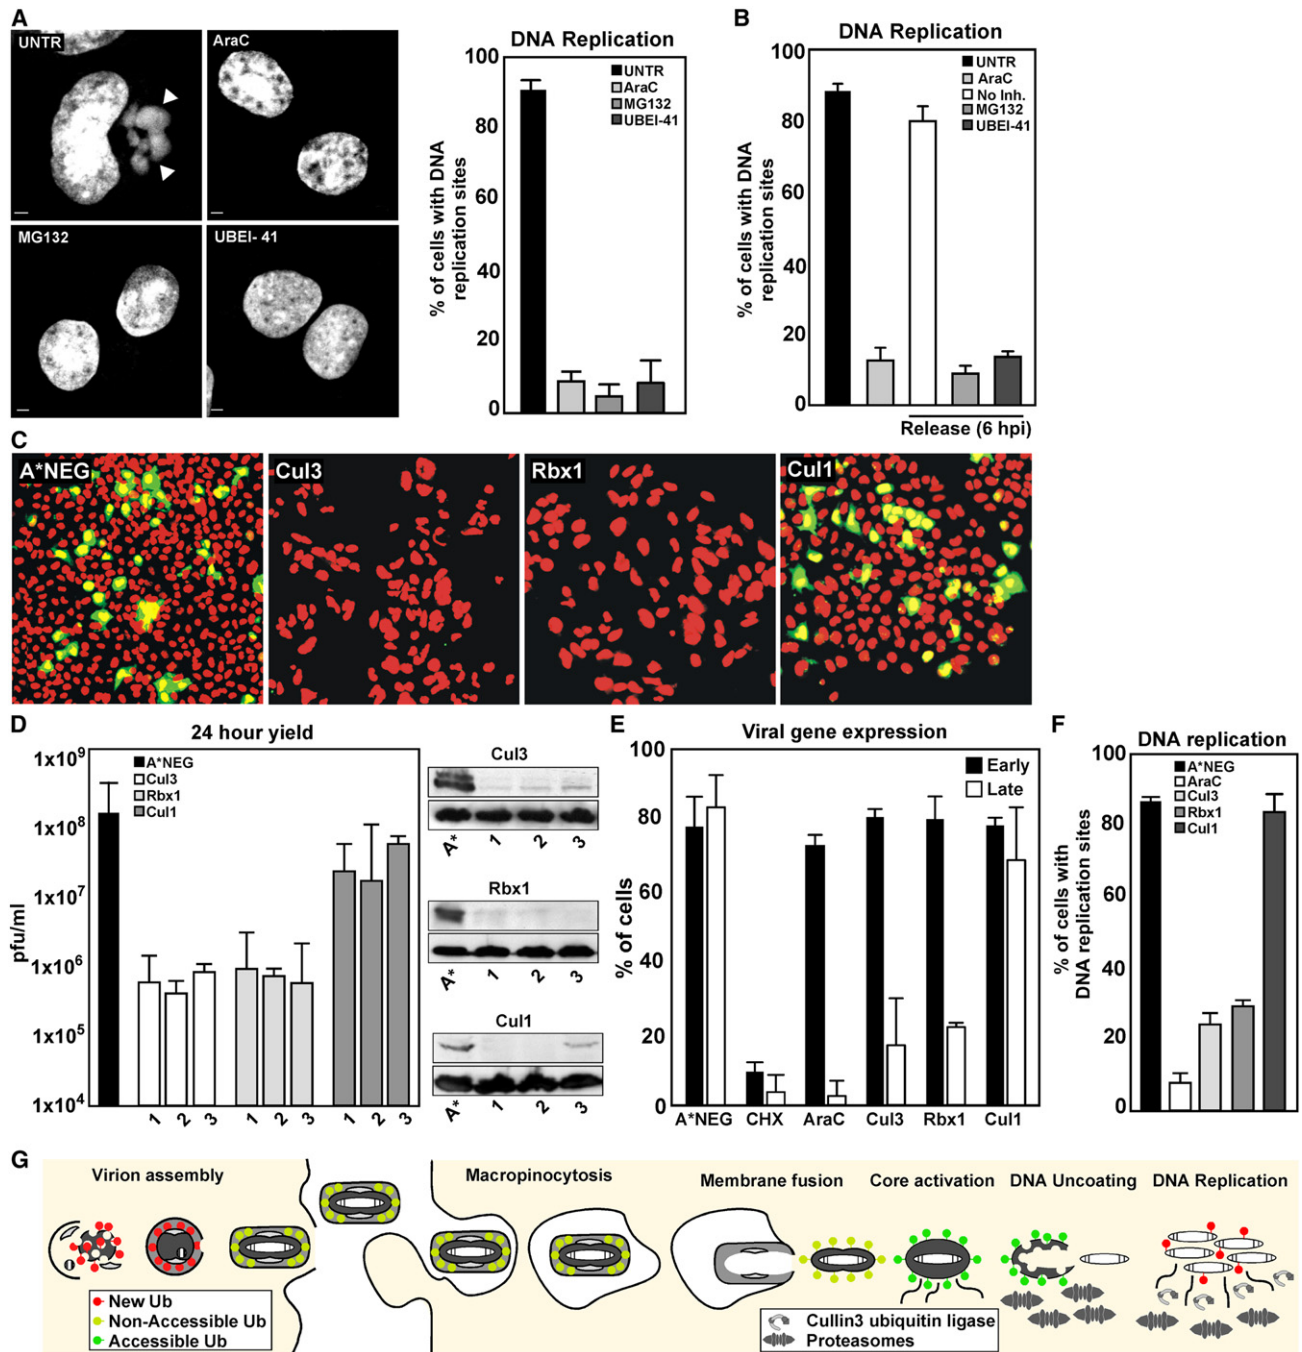 A
UNTR
AraC
MG132
UBEI- 41
DNA Replication
% of cells with DNA
replication sites
100
80
60
40
20
0
UNTR
AraC
MG132
UBEI-41
B
DNA Replication
% of cells with DNA
replication sites
100
80
60
40
20
0
UNTR
AraC
No Inh.
MG132
UBEI-41
Release (6 hpi)
C
A*NEG
Cul3
Rbx1
Cul1
D
24 hour yield
pfu/ml
1x10⁹
1x10⁸
1x10⁷
1x10⁶
1x10⁵
1x10⁴
A*NEG
Cul3
Rbx1
Cul1
1 2 3 1 2 3 1 2 3
Cul3
A* 1 2 3
Rbx1
A* 1 2 3
Cul1
A* 1 2 3
E
Viral gene expression
% of cells
100
80
60
40
20
0
Early
Late
A*NEG CHX AraC Cul3 Rbx1 Cul1
F
DNA replication
% of cells with
DNA replication sites
100
80
60
40
20
0
A*NEG
AraC
Cul3
Rbx1
Cul1
G
Virion assembly
Macropinocytosis
Membrane fusion
Core activation
DNA Uncoating
DNA Replication
New Ub
Non-Accessible Ub
Accessible Ub
Cullin3 ubiquitin ligase
Proteasomes